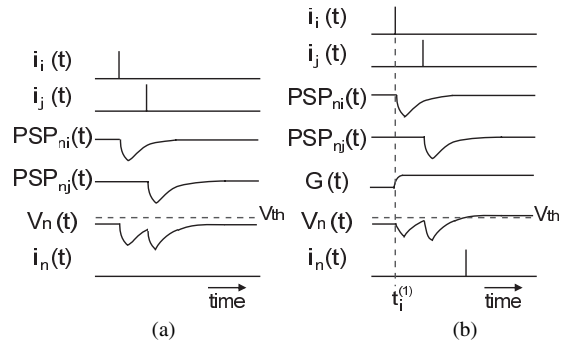 i_i (t)
i_j (t)
PSP_ni(t)
PSP_nj(t)
V_n (t)
V_th
i_n(t)
time
(a)
i_i (t)
i_j (t)
PSP_ni(t)
PSP_nj(t)
G (t)
V_n (t)
V_th
i_n(t)
t_i^(1)
time
(b)